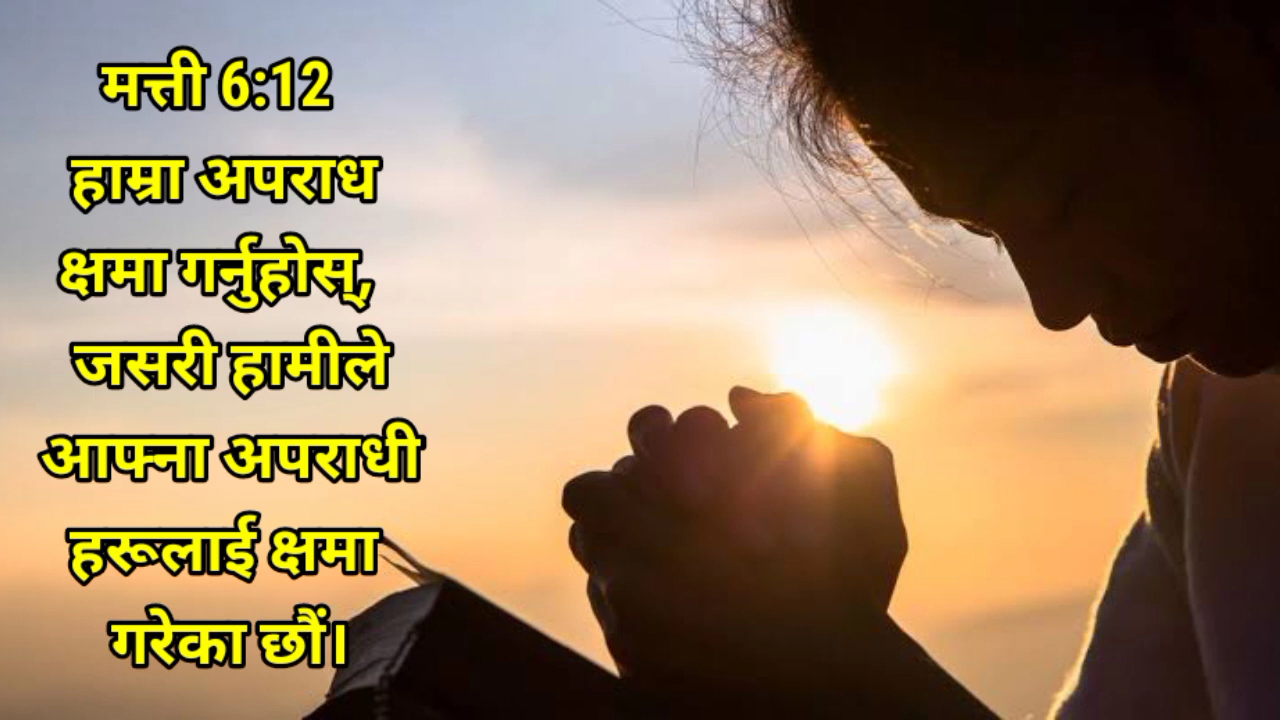 मत्ती 6:12
हाम्रा अपराध
क्षमा गर्नुहोस्,
जसरी हामीले
आफ्ना अपराधी
हरूलाई क्षमा
गरेका छौं।